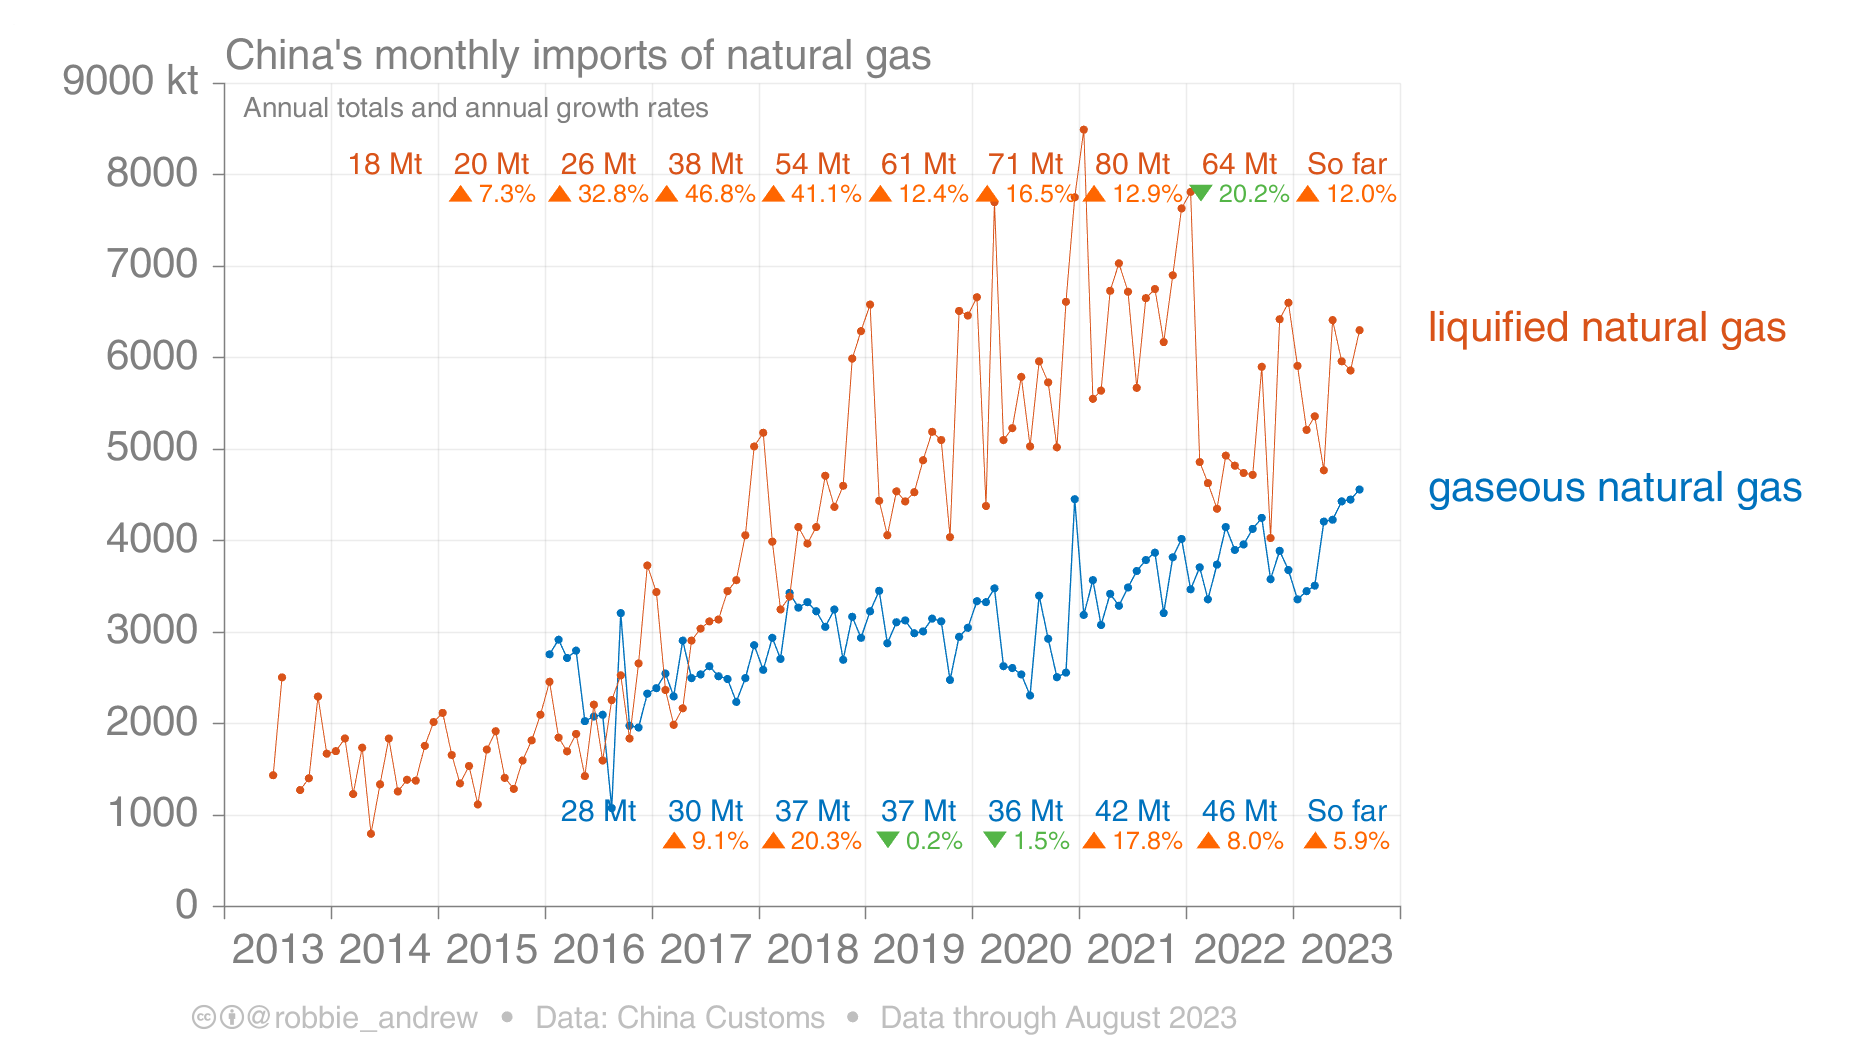 China's monthly imports of natural gas
9000 kt
Annual totals and annual growth rates
18 Mt 20 Mt 26 Mt 38 Mt 54 Mt 61 Mt 71 Mt 80 Mt 64 Mt So far
8000
▲ 7.3% ▲ 32.8% ▲ 46.8% ▲ 41.1% ▲ 12.4% ▲ 16.5% ▲ 12.9% ▼ 20.2% ▲ 12.0%
7000
liquified natural gas
6000
5000
gaseous natural gas
4000
3000
2000
1000
28 Mt 30 Mt 37 Mt 37 Mt 36 Mt 42 Mt 46 Mt So far
▲ 9.1% ▲ 20.3% ▼ 0.2% ▼ 1.5% ▲ 17.8% ▲ 8.0% ▲ 5.9%
0
2013 2014 2015 2016 2017 2018 2019 2020 2021 2022 2023
cc @robbie_andrew • Data: China Customs • Data through August 2023